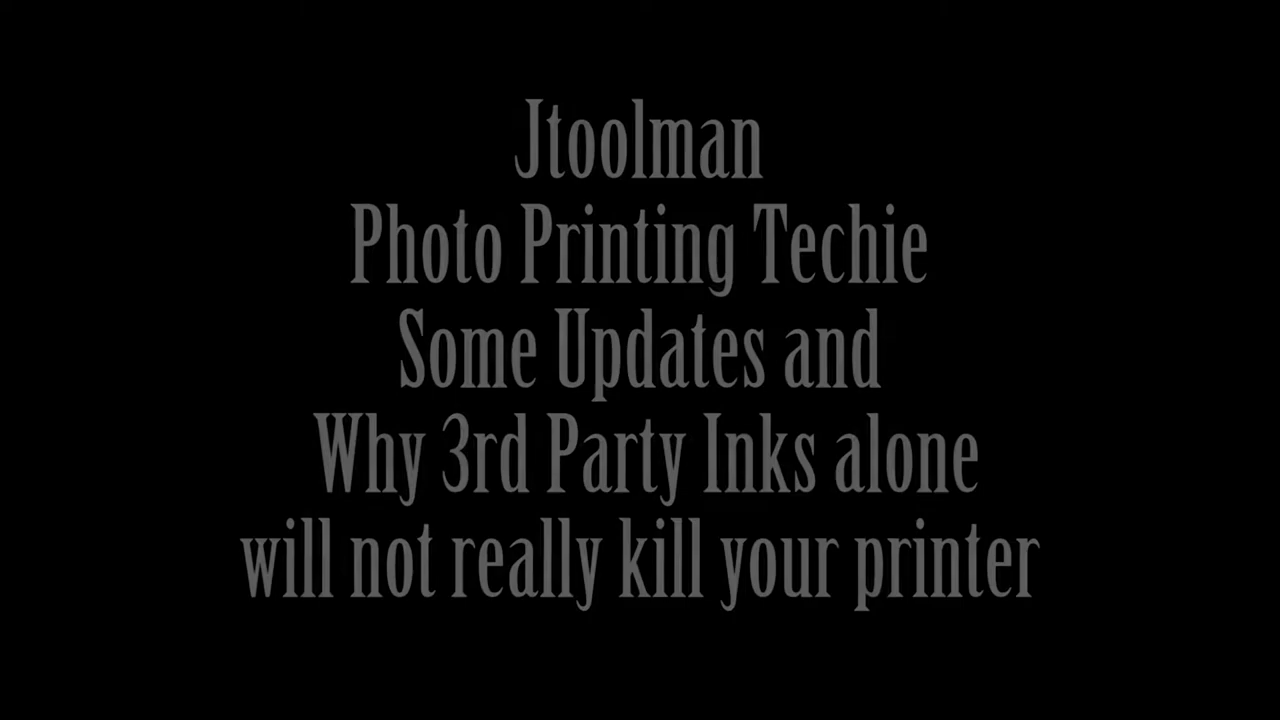 Jtoolman
Photo Printing Techie
Some Updates and
Why 3rd Party Inks alone
will not really kill your printer